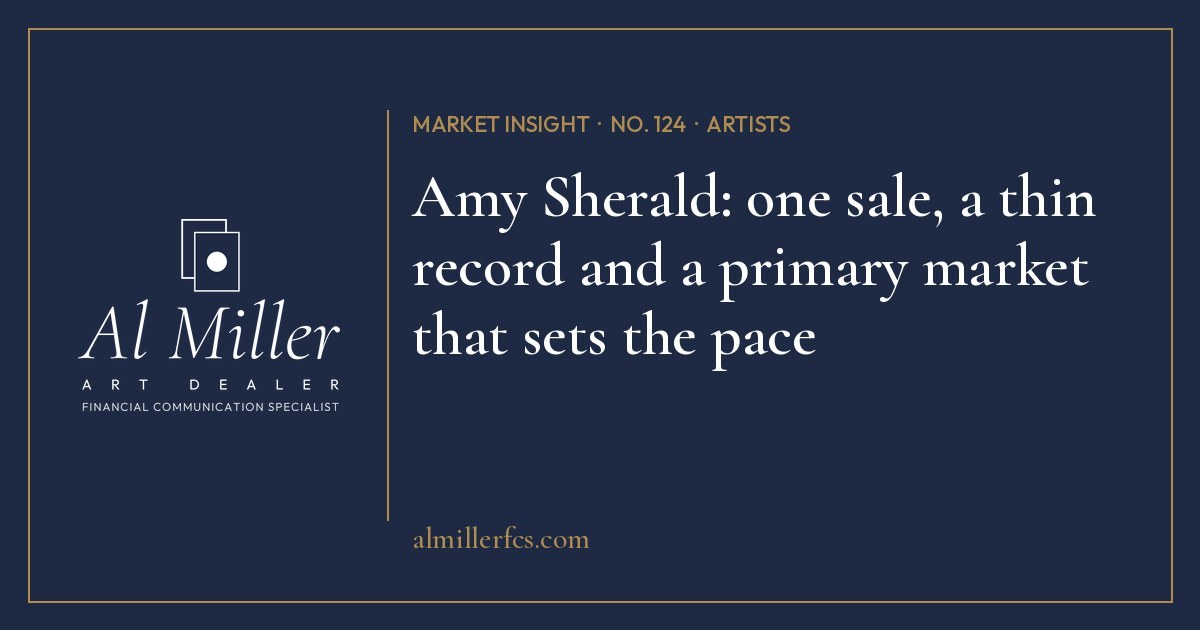 Al Miller
ART DEALER
FINANCIAL COMMUNICATION SPECIALIST
MARKET INSIGHT · NO. 124 · ARTISTS
Amy Sherald: one sale, a thin
record and a primary market
that sets the pace
almillerfcs.com